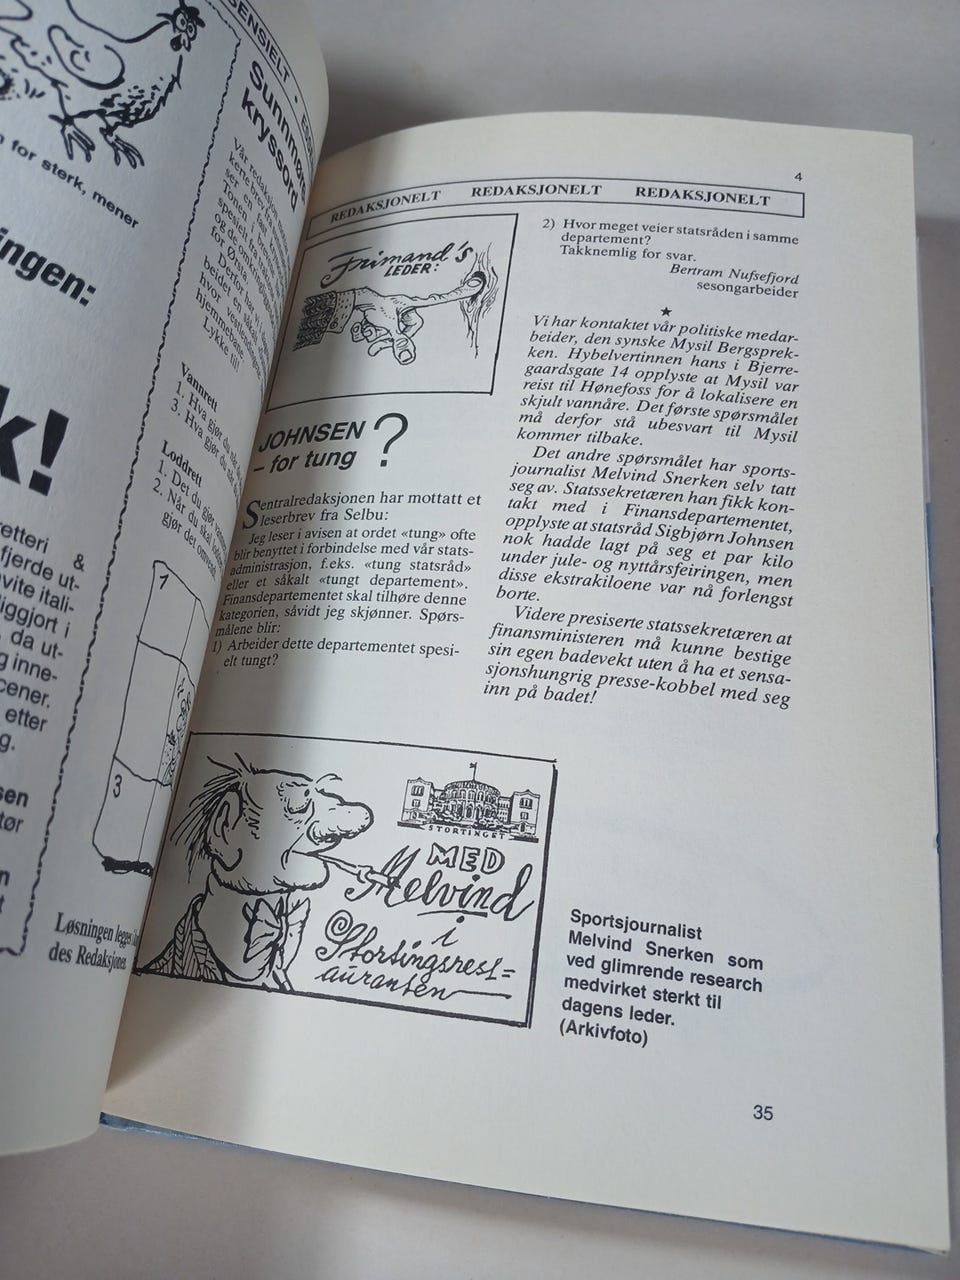 SENSIELT
for sterk, mener
ingen:
k!
etteri &
fjerde ut-
vite itali-
iggjort i
da ut-
g inne-
cener.
etter
g.
sen
tør
n
t
Sunnmørs
kryssord
Vår redaksjon
Lykke til!
Vannrett
1. Hva gjør du når
3. Hva gjør du
Loddrett
1. Det du gjør
2. Når du skal
gjør det omvend
1
3
Løsningen legges
des Redaksjonel
4
REDAKSJONELT REDAKSJONELT REDAKSJONELT
Frimand's
LEDER:
JOHNSEN
– for tung ?
Sentralredaksjonen har mottatt et
leserbrev fra Selbu:
Jeg leser i avisen at ordet «tung» ofte
blir benyttet i forbindelse med vår stats-
administrasjon, f.eks. «tung statsråd»
eller et såkalt «tungt departement».
Finansdepartementet skal tilhøre denne
kategorien, såvidt jeg skjønner. Spørs-
målene blir:
1) Arbeider dette departementet spesi-
elt tungt?
2) Hvor meget veier statsråden i samme
departement?
Takknemlig for svar.
Bertram Nufsefjord
sesongarbeider
★
Vi har kontaktet vår politiske medar-
beider, den synske Mysil Bergsprek-
ken. Hybelvertinnen hans i Bjerre-
gaardsgate 14 opplyste at Mysil var
reist til Hønefoss for å lokalisere en
skjult vannåre. Det første spørsmålet
må derfor stå ubesvart til Mysil
kommer tilbake.
Det andre spørsmålet har sports-
journalist Melvind Snerken selv tatt
seg av. Statssekretæren han fikk kon-
takt med i Finansdepartementet,
opplyste at statsråd Sigbjørn Johnsen
nok hadde lagt på seg et par kilo
under jule- og nyttårsfeiringen, men
disse ekstrakiloene var nå forlengst
borte.
Videre presiserte statssekretæren at
finansministeren må kunne bestige
sin egen badevekt uten å ha et sensa-
sjonshungrig presse-kobbel med seg
inn på badet!
STORTINGET
MED
Melvind
i
Stortingsrest=
auranten
Sportsjournalist
Melvind Snerken som
ved glimrende research
medvirket sterkt til
dagens leder.
(Arkivfoto)
35